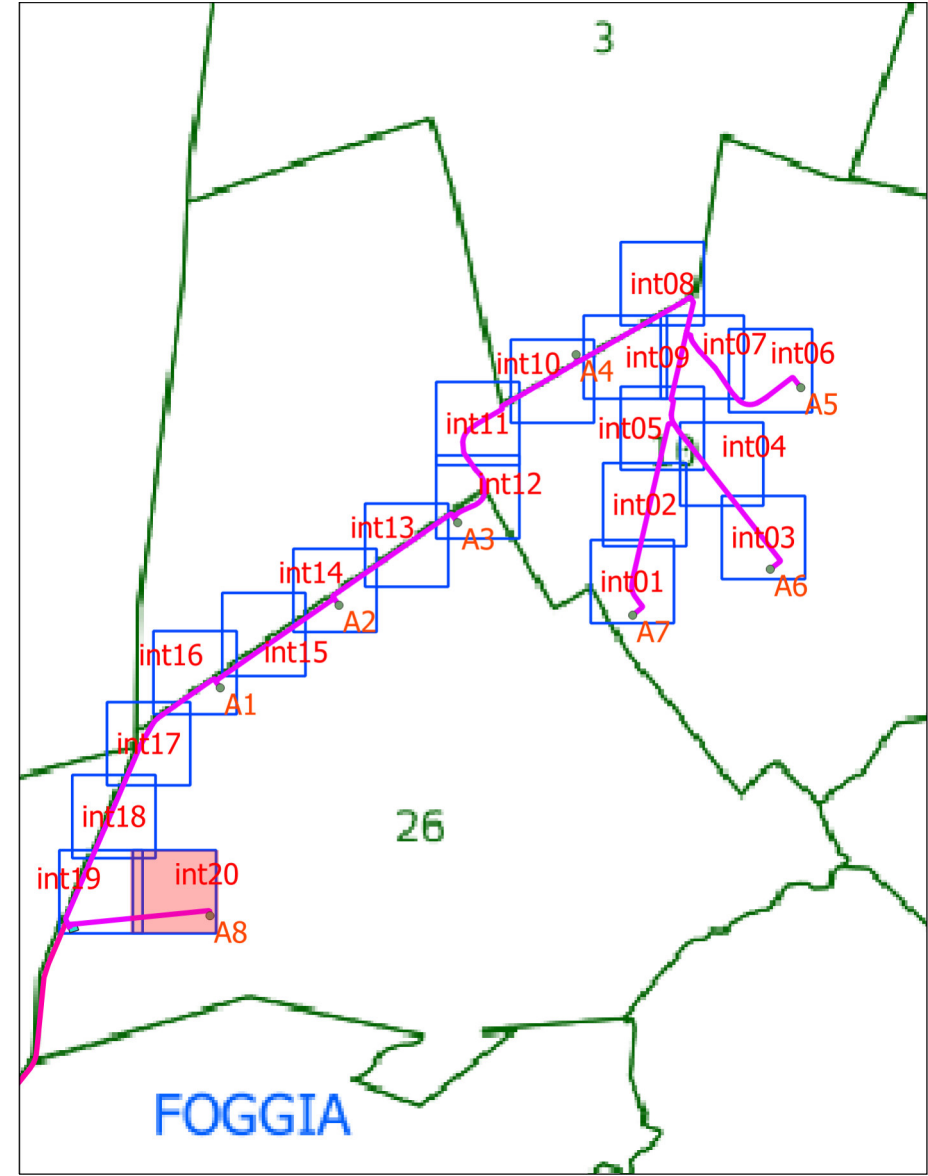 3
int08
int09
int07
int06
int10
A4
A5
int11
int05
int04
int12
int02
int13
A3
int03
int14
int01
A6
A2
A7
int16
int15
A1
int17
int18
26
int19
int20
A8
FOGGIA